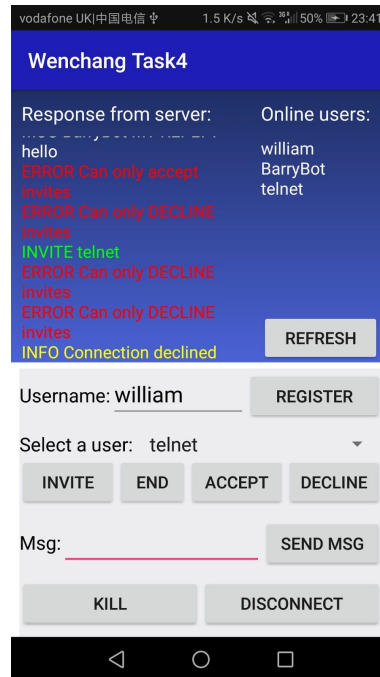 vodafone UK|中国电信 1.5 K/s 50% 23:41
Wenchang Task4
Response from server:
hello
ERROR Can only accept
invites
ERROR Can only DECLINE
invites
INVITE telnet
ERROR Can only DECLINE
invites
ERROR Can only DECLINE
invites
INFO Connection declined
Online users:
william
BarryBot
telnet
REFRESH
Username: william REGISTER
Select a user: telnet
INVITE END ACCEPT DECLINE
Msg: SEND MSG
KILL DISCONNECT